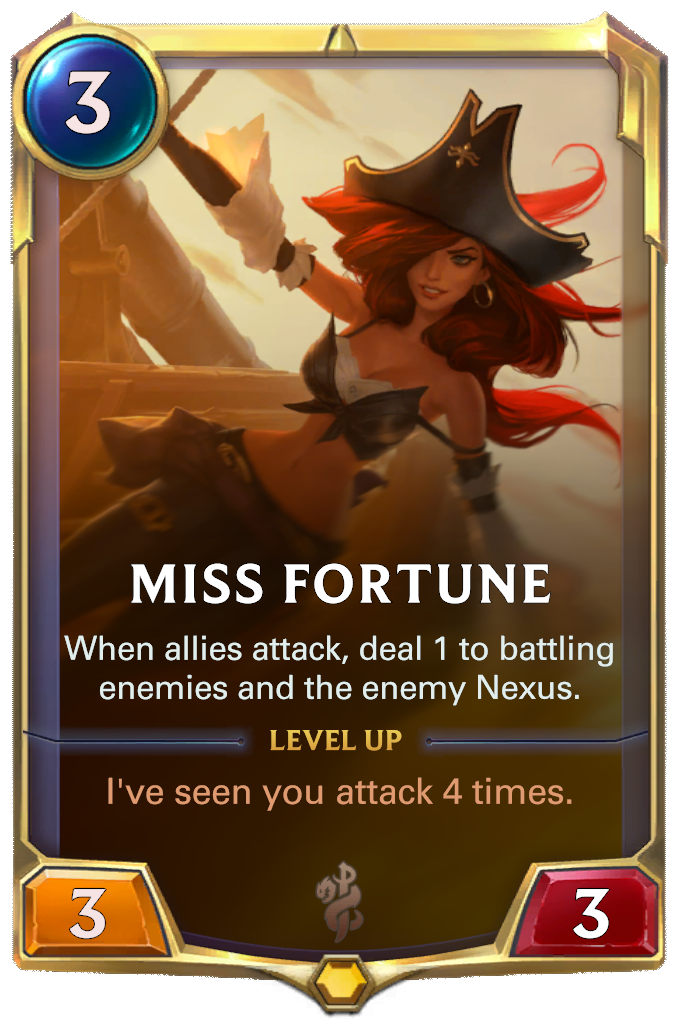 3
MISS FORTUNE
When allies attack, deal 1 to battling
enemies and the enemy Nexus.
LEVEL UP
I've seen you attack 4 times.
3
3